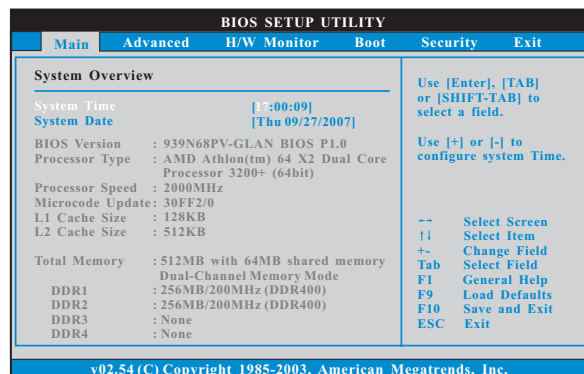 BIOS SETUP UTILITY
Main Advanced H/W Monitor Boot Security Exit
System Overview
System Time [17:00:09]
System Date [Thu 09/27/2007]
BIOS Version : 939N68PV-GLAN BIOS P1.0
Processor Type : AMD Athlon(tm) 64 X2 Dual Core
Processor 3200+ (64bit)
Processor Speed : 2000MHz
Microcode Update : 30FF2/0
L1 Cache Size : 128KB
L2 Cache Size : 512KB
Total Memory : 512MB with 64MB shared memory
Dual-Channel Memory Mode
DDR1 : 256MB/200MHz (DDR400)
DDR2 : 256MB/200MHz (DDR400)
DDR3 : None
DDR4 : None
Use [Enter], [TAB]
or [SHIFT-TAB] to
select a field.
Use [+] or [-] to
configure system Time.
←→ Select Screen
↑↓ Select Item
+- Change Field
Tab Select Field
F1 General Help
F9 Load Defaults
F10 Save and Exit
ESC Exit
v02.54 (C) Copyright 1985-2003, American Megatrends, Inc.